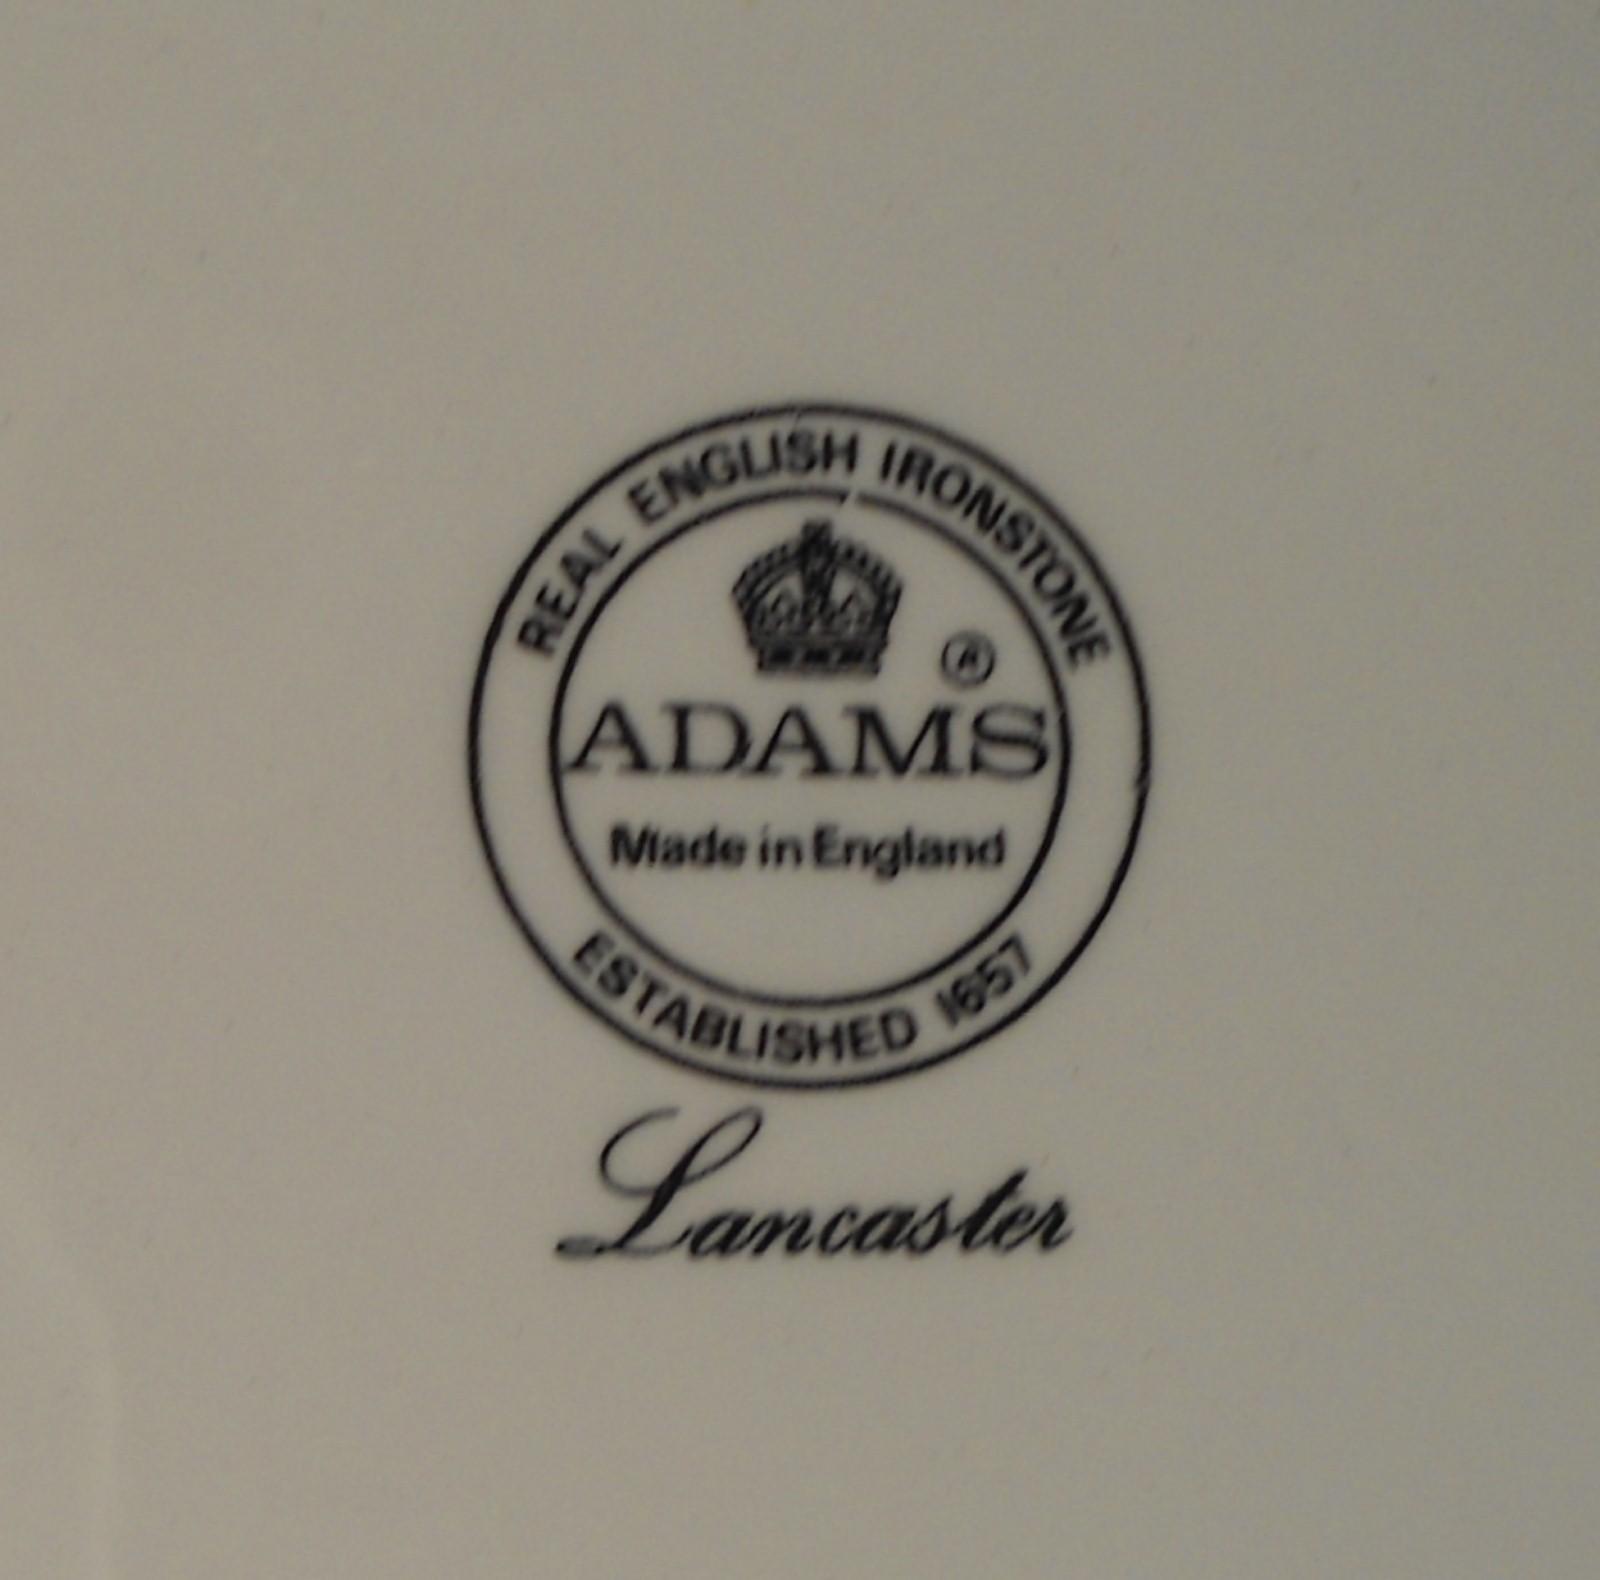 REAL ENGLISH IRONSTONE
®
ADAMS
Made in England
ESTABLISHED 1657
Lancaster